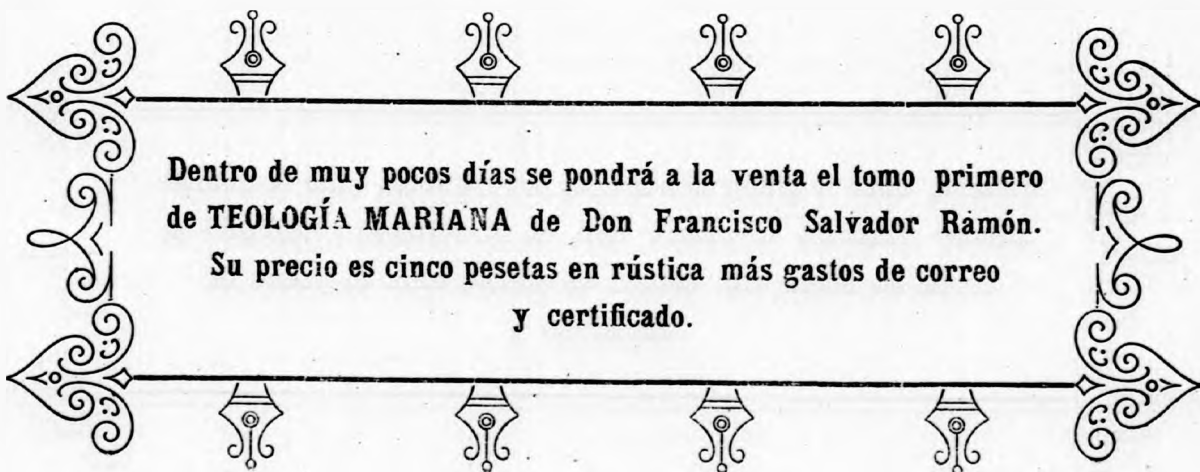 Dentro de muy pocos días se pondrá a la venta el tomo primero
de TEOLOGÍA MARIANA de Don Francisco Salvador Ramón.
Su precio es cinco pesetas en rústica más gastos de correo
y certificado.